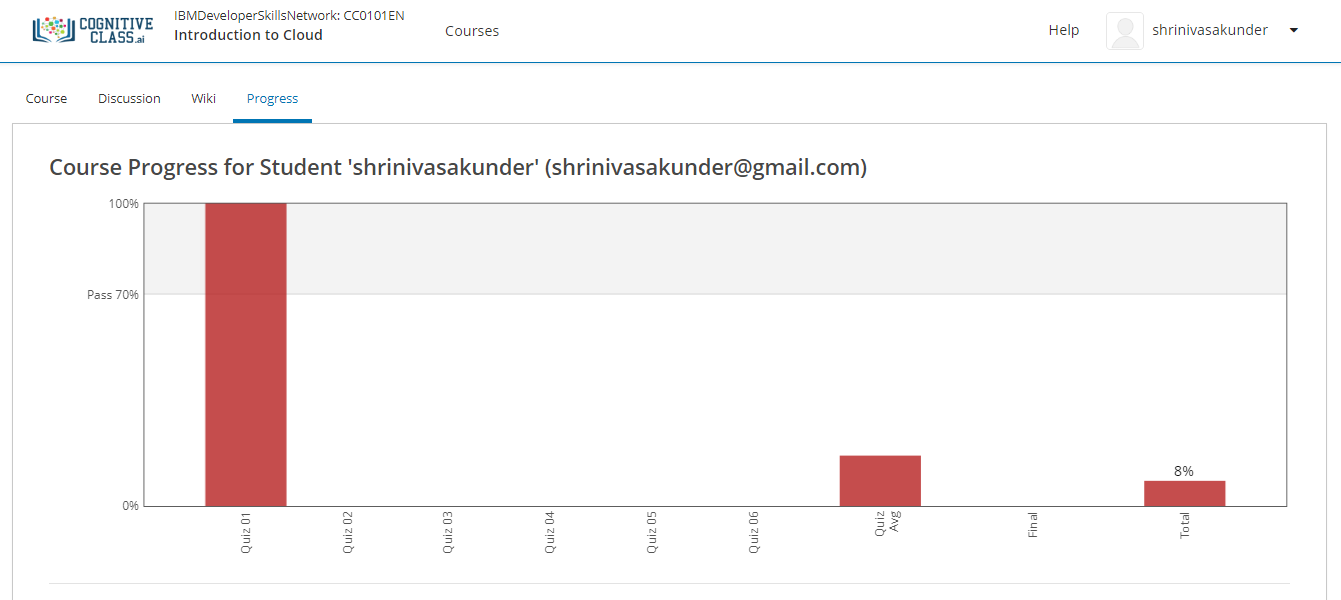 COGNITIVE
CLASS.ai
IBMDeveloperSkillsNetwork: CC0101EN
Introduction to Cloud
Courses
Help
shrinivasakunder
Course
Discussion
Wiki
Progress
Course Progress for Student 'shrinivasakunder' (shrinivasakunder@gmail.com)
100%
Pass 70%
0%
8%
Quiz 01
Quiz 02
Quiz 03
Quiz 04
Quiz 05
Quiz 06
Quiz
Avg
Final
Total